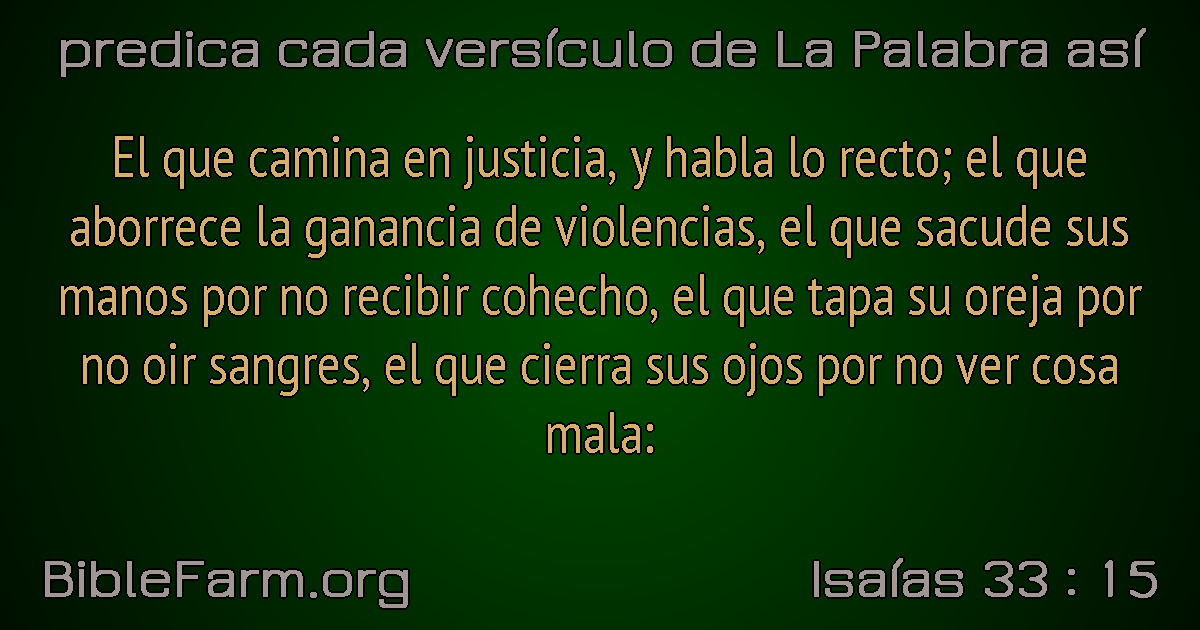 predica cada versículo de La Palabra así
El que camina en justicia, y habla lo recto; el que
aborrece la ganancia de violencias, el que sacude sus
manos por no recibir cohecho, el que tapa su oreja por
no oir sangres, el que cierra sus ojos por no ver cosa
mala:
BibleFarm.org
Isaías 33 : 15